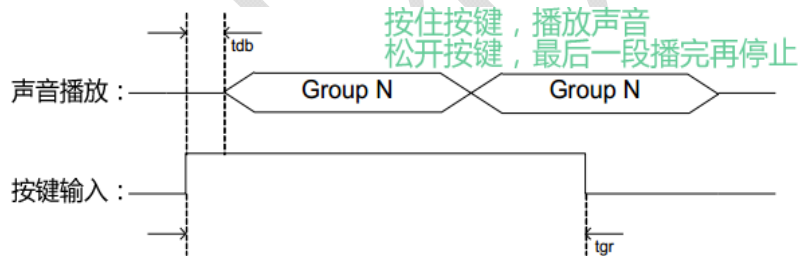 按住按键，播放声音
松开按键，最后一段播完再停止
tdb
声音播放：
Group N
Group N
按键输入：
tgr